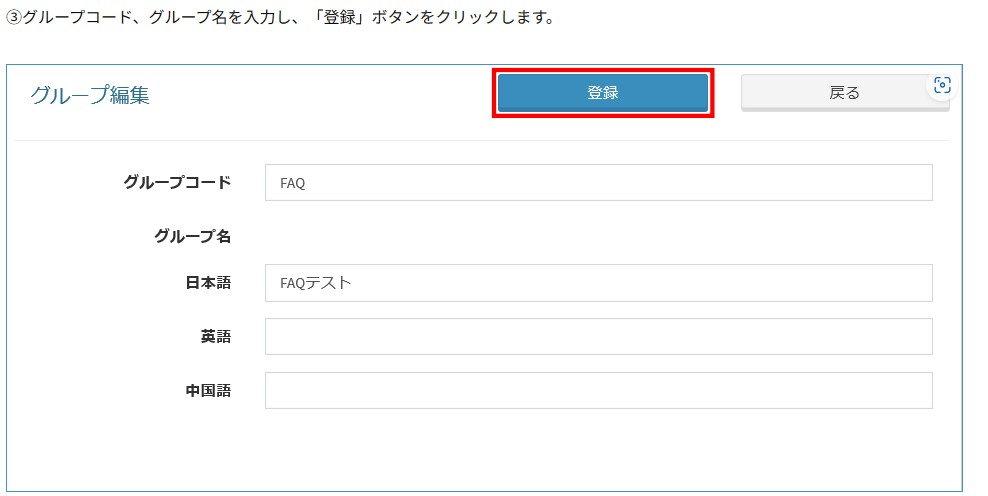 ③グループコード、グループ名を入力し、「登録」ボタンをクリックします。
グループ編集
登録
戻る
グループコード
FAQ
グループ名
日本語
FAQテスト
英語
中国語